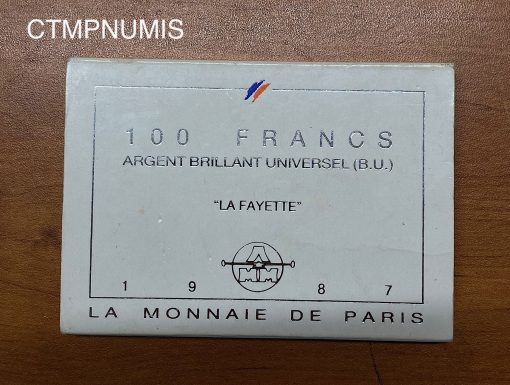 CTMPNUMIS
100 FRANCS
ARGENT BRILLANT UNIVERSEL (B.U.)
"LA FAYETTE"
1 9 8 7
LA MONNAIE DE PARIS